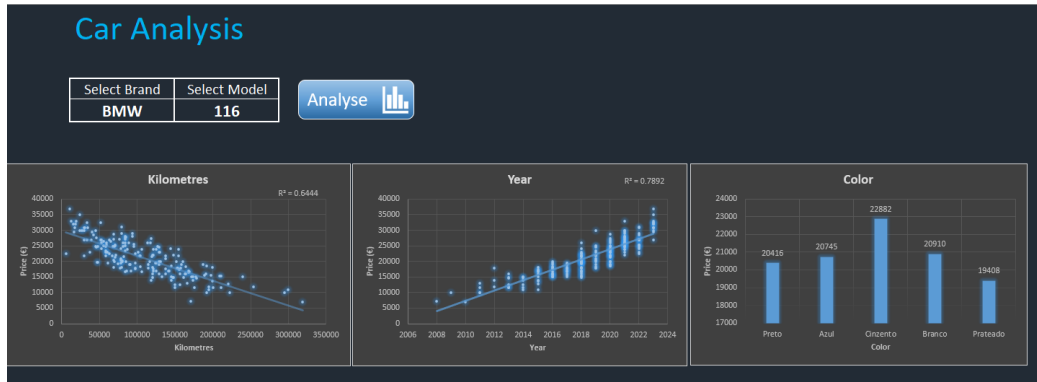 Car Analysis
Select Brand Select Model
BMW 116
Analyse
Kilometres
R² = 0.6444
40000
35000
30000
25000
20000
15000
10000
5000
0
Price (€)
0 50000 100000 150000 200000 250000 300000 350000
Kilometres
Year
R² = 0.7892
40000
35000
30000
25000
20000
15000
10000
5000
0
Price (€)
2006 2008 2010 2012 2014 2016 2018 2020 2022 2024
Year
Color
24000
23000
22000
21000
20000
19000
18000
17000
Price (€)
20416 20745 22882 20910 19408
Preto Azul Cinzento Branco Prateado
Color